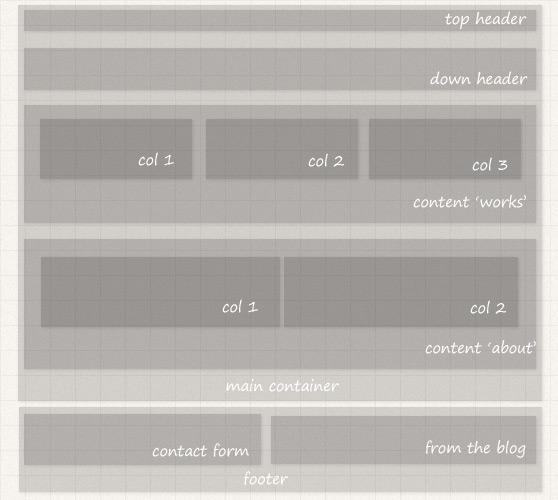 top header
down header
col 1
col 2
col 3
content ‘works’
col 1
col 2
content ‘about’
main container
contact form
from the blog
footer